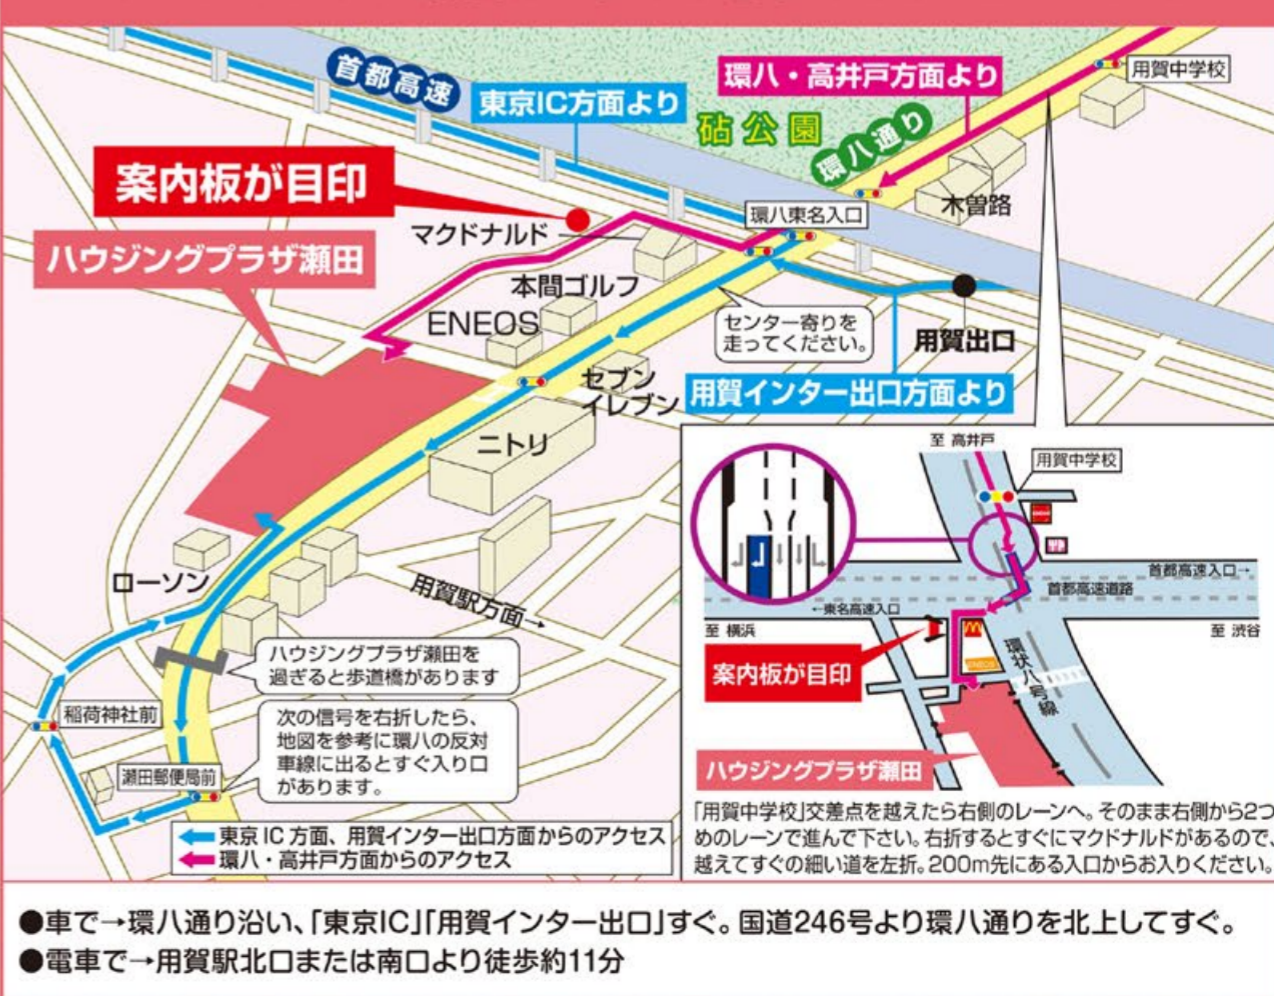 首都高速
東京IC方面より
環八・高井戸方面より
用賀中学校
砧公園
環八通り
案内板が目印
木曽路
環八東名入口
マクドナルド
ハウジングプラザ瀬田
本間ゴルフ
ENEOS
センター寄りを
走ってください。
用賀出口
セブン
イレブン
用賀インター出口方面より
ニトリ
ローソン
用賀駅方面→
ハウジングプラザ瀬田を
過ぎると歩道橋があります
稲荷神社前
次の信号を右折したら、
地図を参考に環八の反対
車線に出るとすぐ入り口
があります。
瀬田郵便局前
東京IC方面、用賀インター出口方面からのアクセス
環八・高井戸方面からのアクセス
至 高井戸
用賀中学校
首都高速入口→
首都高速道路
←東名高速入口
至 横浜
至 渋谷
案内板が目印
ENEOS
環状八号線
ハウジングプラザ瀬田
「用賀中学校」交差点を越えたら右側のレーンへ。そのまま右側から2つ
めのレーンで進んで下さい。右折するとすぐにマクドナルドがあるので、
越えてすぐの細い道を左折。200m先にある入口からお入りください。
●車で→環八通り沿い、「東京IC」「用賀インター出口」すぐ。国道246号より環八通りを北上してすぐ。
●電車で→用賀駅北口または南口より徒歩約11分